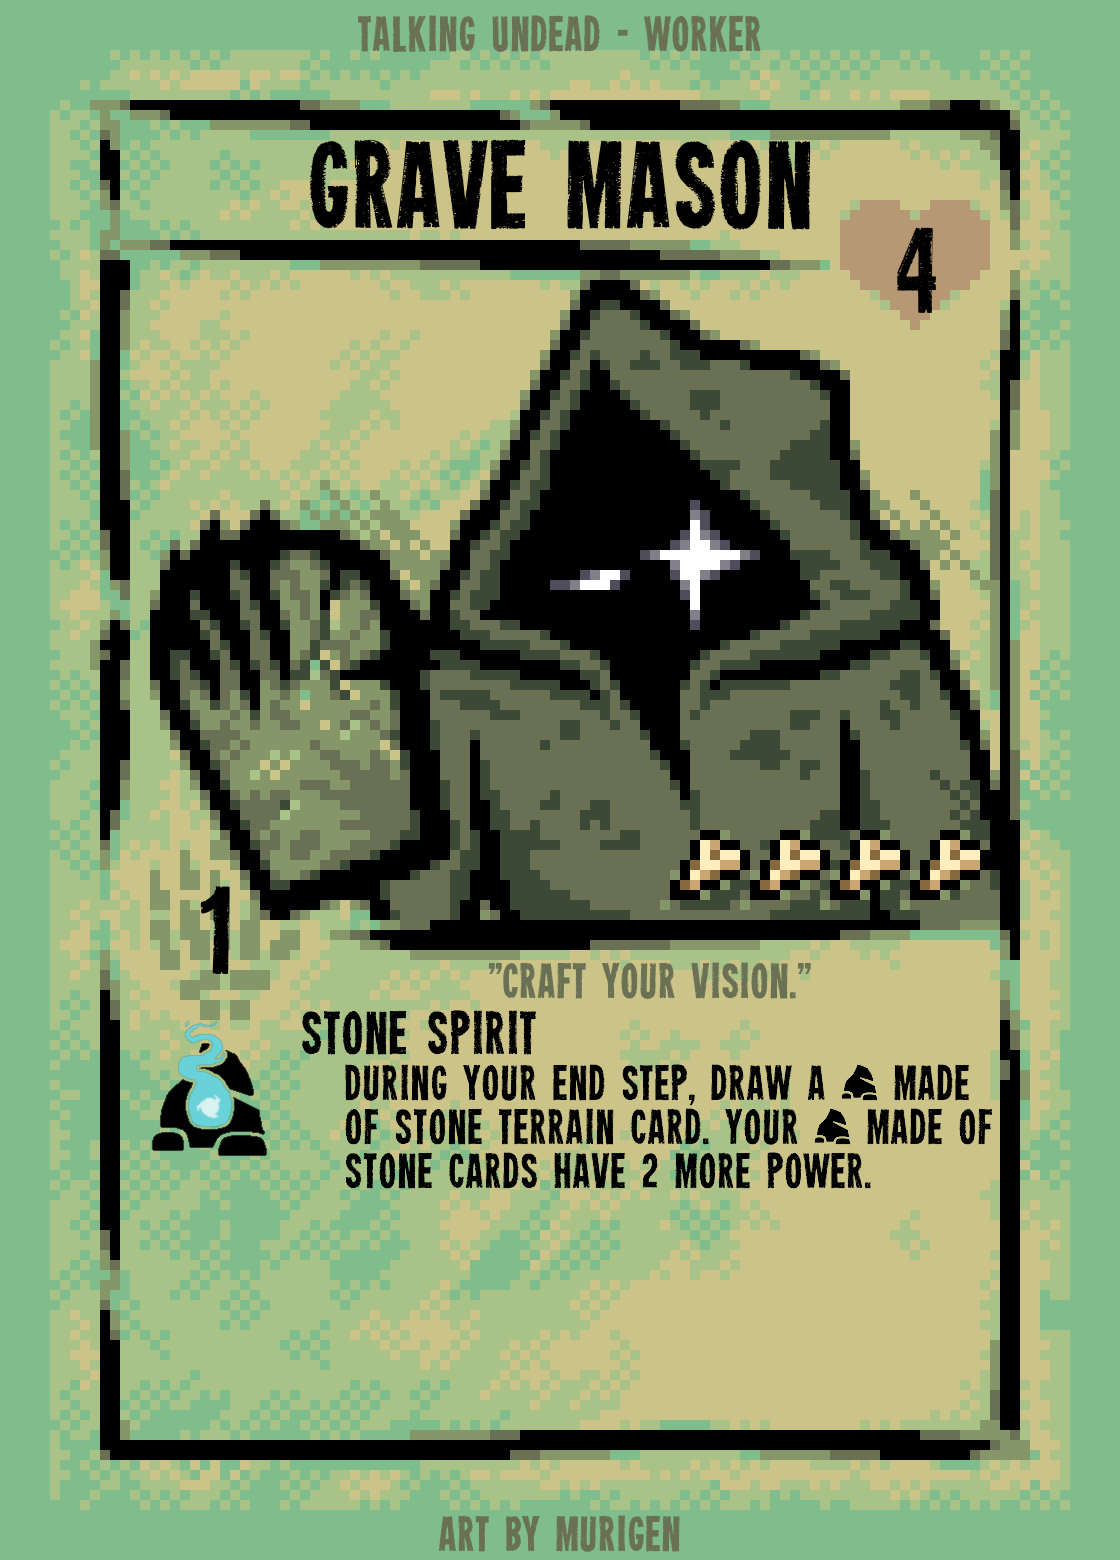 TALKING UNDEAD - WORKER
GRAVE MASON
4
1
"CRAFT YOUR VISION."
STONE SPIRIT
DURING YOUR END STEP, DRAW A MADE
OF STONE TERRAIN CARD. YOUR MADE OF
STONE CARDS HAVE 2 MORE POWER.
ART BY MURIGEN